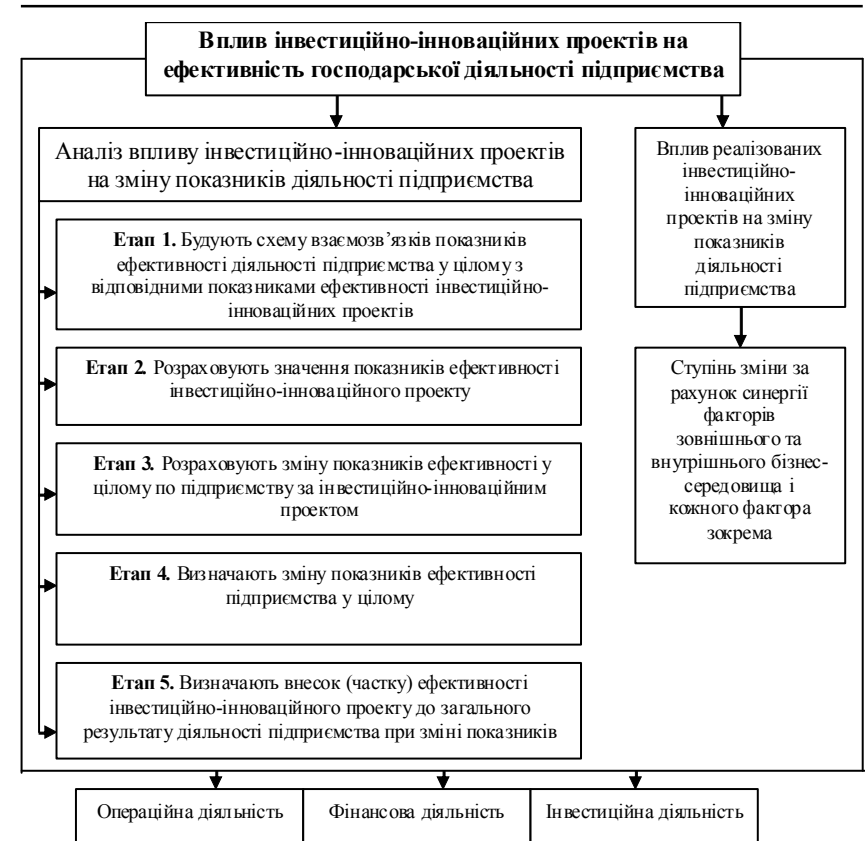 Вплив інвестиційно-інноваційних проектів на
ефективність господарської діяльності підприємства
Аналіз впливу інвестиційно-інноваційних проектів
на зміну показників діяльності підприємства
Етап 1. Будують схему взаємозв’язків показників
ефективності діяльності підприємства у цілому з
відповідними показниками ефективності інвестиційно-
інноваційних проектів
Етап 2. Розраховують значення показників ефективності
інвестиційно-інноваційного проекту
Етап 3. Розраховують зміну показників ефективності у
цілому по підприємству за інвестиційно-інноваційним
проектом
Етап 4. Визначають зміну показників ефективності
підприємства у цілому
Етап 5. Визначають внесок (частку) ефективності
інвестиційно-інноваційного проекту до загального
результату діяльності підприємства при зміні показників
Вплив реалізованих
інвестиційно-
інноваційних
проектів на зміну
показників
діяльності
підприємства
Ступінь зміни за
рахунок синергії
факторів
зовнішнього та
внутрішнього бізнес-
середовища і
кожного фактора
зокрема
Операційна діяльність
Фінансова діяльність
Інвестиційна діяльність